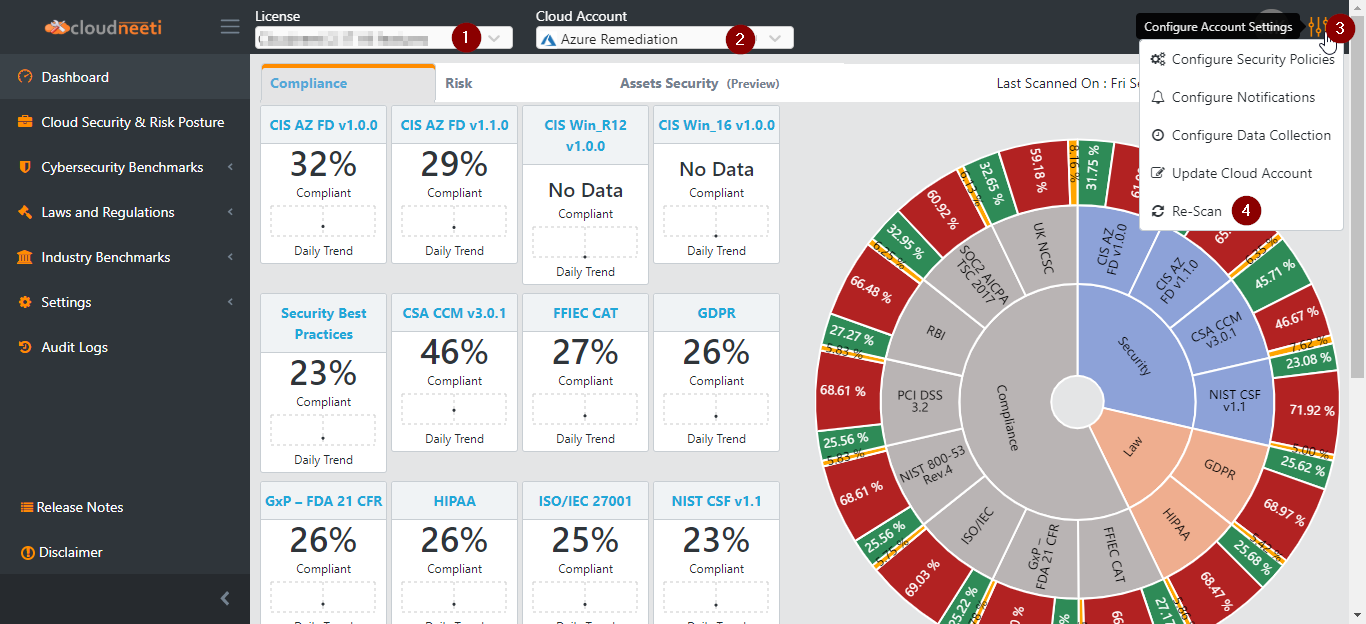 cloudneeti
License
1
Cloud Account
Azure Remediation
2
Configure Account Settings
3
Configure Security Policies
Configure Notifications
Configure Data Collection
Update Cloud Account
Re-Scan
4
Dashboard
Cloud Security & Risk Posture
Cybersecurity Benchmarks
Laws and Regulations
Industry Benchmarks
Settings
Audit Logs
Release Notes
Disclaimer
Compliance
Risk
Assets Security (Preview)
Last Scanned On : Fri
CIS AZ FD v1.0.0
32%
Compliant
Daily Trend
CIS AZ FD v1.1.0
29%
Compliant
Daily Trend
CIS Win_R12
v1.0.0
No Data
Compliant
Daily Trend
CIS Win_16 v1.0.0
No Data
Compliant
Daily Trend
Security Best
Practices
23%
Compliant
Daily Trend
CSA CCM v3.0.1
46%
Compliant
Daily Trend
FFIEC CAT
27%
Compliant
Daily Trend
GDPR
26%
Compliant
Daily Trend
GxP – FDA 21 CFR
26%
Compliant
HIPAA
26%
Compliant
ISO/IEC 27001
25%
Compliant
NIST CSF v1.1
23%
Compliant
Security
CIS AZ
FD v1.0.0
31.75 %
8.16 %
CIS AZ
FD v1.1.0
6.35 %
CSA CCM
v3.0.1
45.71 %
46.67 %
7.62 %
NIST CSF
v1.1
23.08 %
71.92 %
5.00 %
Law
GDPR
25.62 %
68.97 %
5.42 %
HIPAA
25.68 %
68.47 %
5.86 %
Compliance
FFIEC CAT
GxP –
FDA 21 CFR
25.22 %
ISO/IEC
69.03 %
5.75 %
NIST 800-53
Rev.4
25.56 %
68.61 %
5.83 %
PCI DSS
3.2
25.56 %
68.61 %
5.83 %
RBI
27.27 %
66.48 %
6.25 %
SOC2 AICPA
TSC 2017
32.95 %
60.92 %
6.13 %
UK NCSC
32.65 %
59.18 %